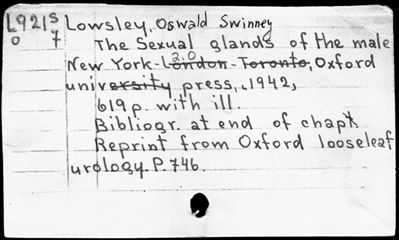 L921s Lowsley, Oswald Swinney
o 7 The Sexual glands of the male
New York-London-Toronto, Oxford
university press, 1942,
619 p. with ill.
Bibliogr. at end of chapt
Reprint from Oxford looseleaf
urology. P. 746.